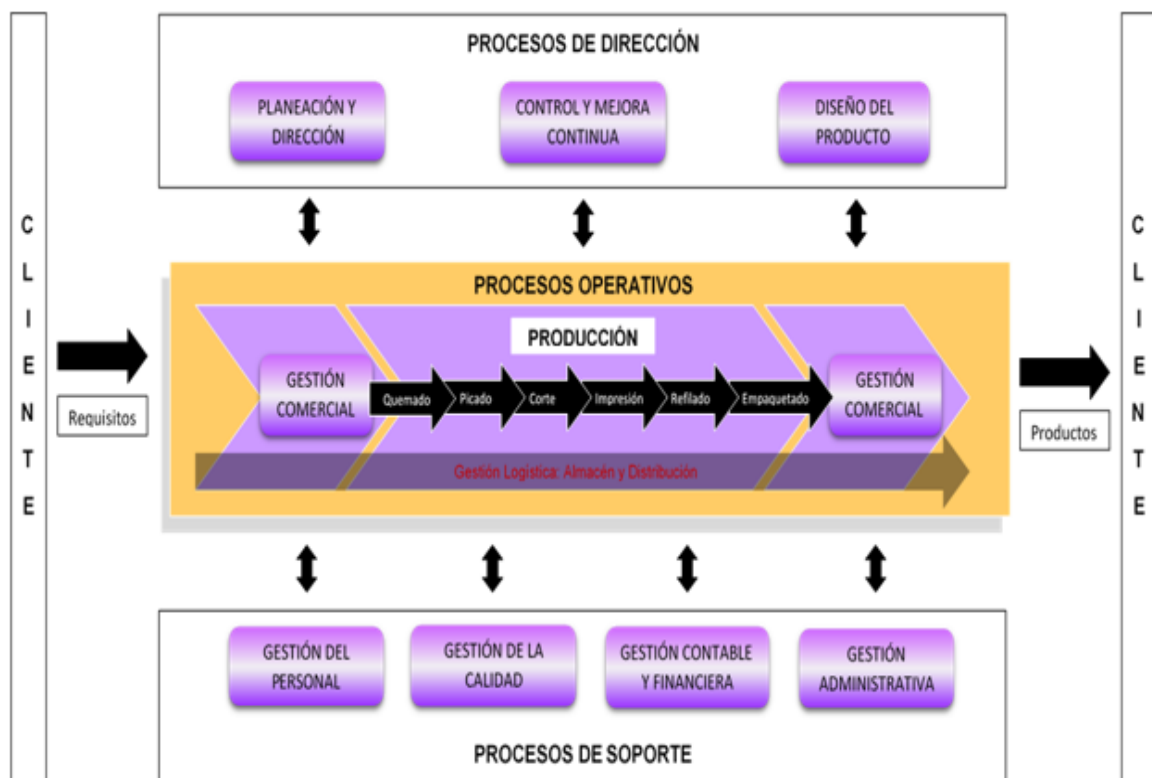 PROCESOS DE DIRECCIÓN
PLANEACIÓN Y
DIRECCIÓN
CONTROL Y MEJORA
CONTINUA
DISEÑO DEL
PRODUCTO
CLIENTE
Requisitos
PROCESOS OPERATIVOS
PRODUCCIÓN
GESTIÓN
COMERCIAL
Quemado
Picado
Corte
Impresión
Refilado
Empaquetado
GESTIÓN
COMERCIAL
Gestión Logística: Almacén y Distribución
Productos
CLIENTE
GESTIÓN DEL
PERSONAL
GESTIÓN DE LA
CALIDAD
GESTIÓN CONTABLE
Y FINANCIERA
GESTIÓN
ADMINISTRATIVA
PROCESOS DE SOPORTE